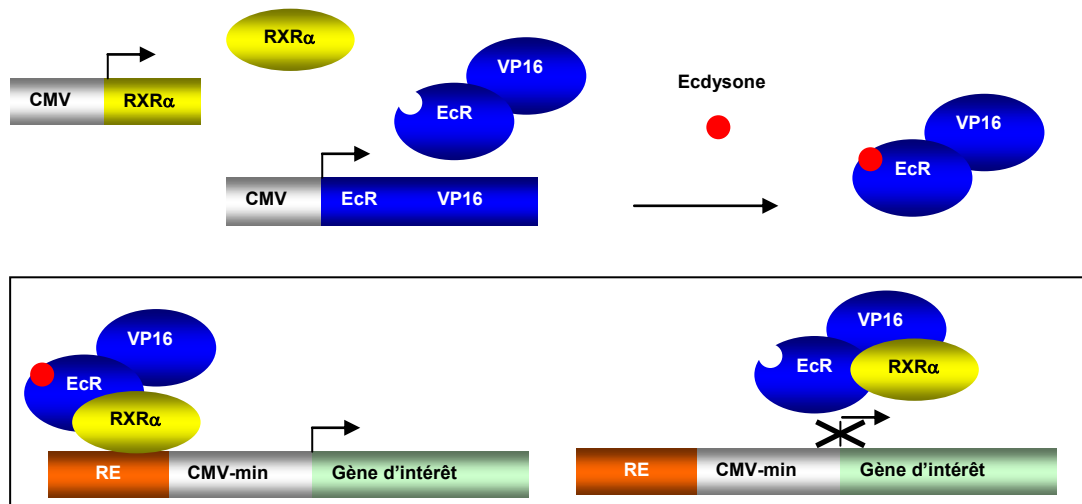 RXRα
VP16
EcR
CMV RXRα
Ecdysone
CMV EcR VP16
VP16
EcR
VP16
EcR
RXRα
RE CMV-min Gène d'intérêt
VP16
EcR
RXRα
RE CMV-min Gène d'intérêt